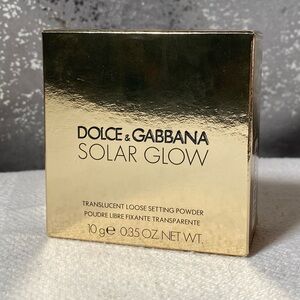 DOLCE & GABBANA
SOLAR GLOW
TRANSLUCENT LOOSE SETTING POWDER
POUDRE LIBRE FIXANTE TRANSPARENTE
10 g e 0.35 OZ. NET WT.